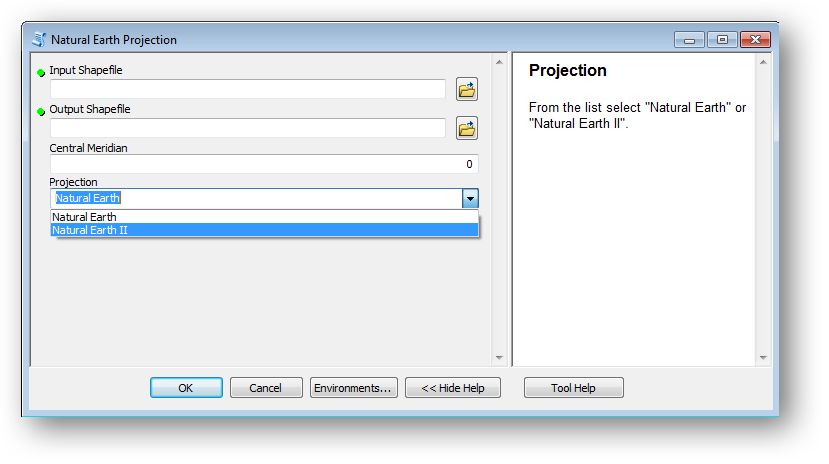 Natural Earth Projection
Input Shapefile
Output Shapefile
Central Meridian
0
Projection
Natural Earth
Natural Earth
Natural Earth II
Projection
From the list select "Natural Earth" or
"Natural Earth II".
OK
Cancel
Environments...
<< Hide Help
Tool Help